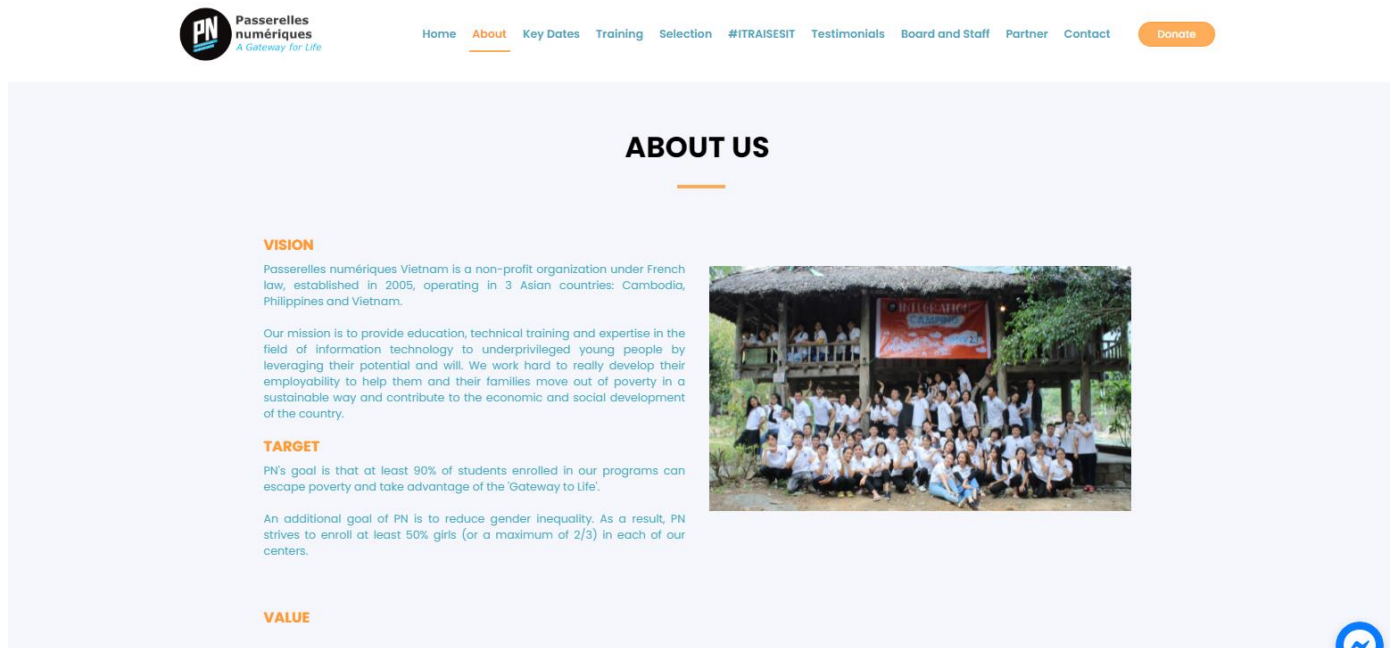 PN
Passerelles
numériques
A Gateway for Life
Home About Key Dates Training Selection #ITRAISESIT Testimonials Board and Staff Partner Contact Donate
ABOUT US
VISION
Passerelles numériques Vietnam is a non-profit organization under French
law, established in 2005, operating in 3 Asian countries: Cambodia,
Philippines and Vietnam.
Our mission is to provide education, technical training and expertise in the
field of information technology to underprivileged young people by
leveraging their potential and will. We work hard to really develop their
employability to help them and their families move out of poverty in a
sustainable way and contribute to the economic and social development
of the country.
INTEGRATION
CAMPING
TARGET
PN's goal is that at least 90% of students enrolled in our programs can
escape poverty and take advantage of the 'Gateway to Life'.
An additional goal of PN is to reduce gender inequality. As a result, PN
strives to enroll at least 50% girls (or a maximum of 2/3) in each of our
centers.
VALUE